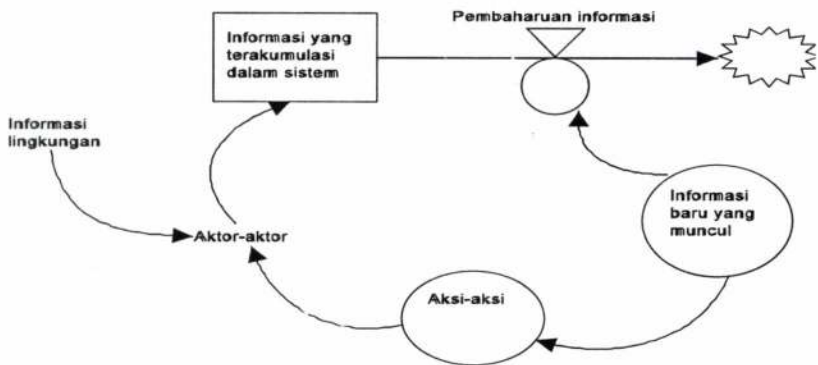 Pembaharuan informasi
Informasi yang
terakumulasi
dalam sistem
Informasi
lingkungan
Informasi
baru yang
muncul
Aktor-aktor
Aksi-aksi